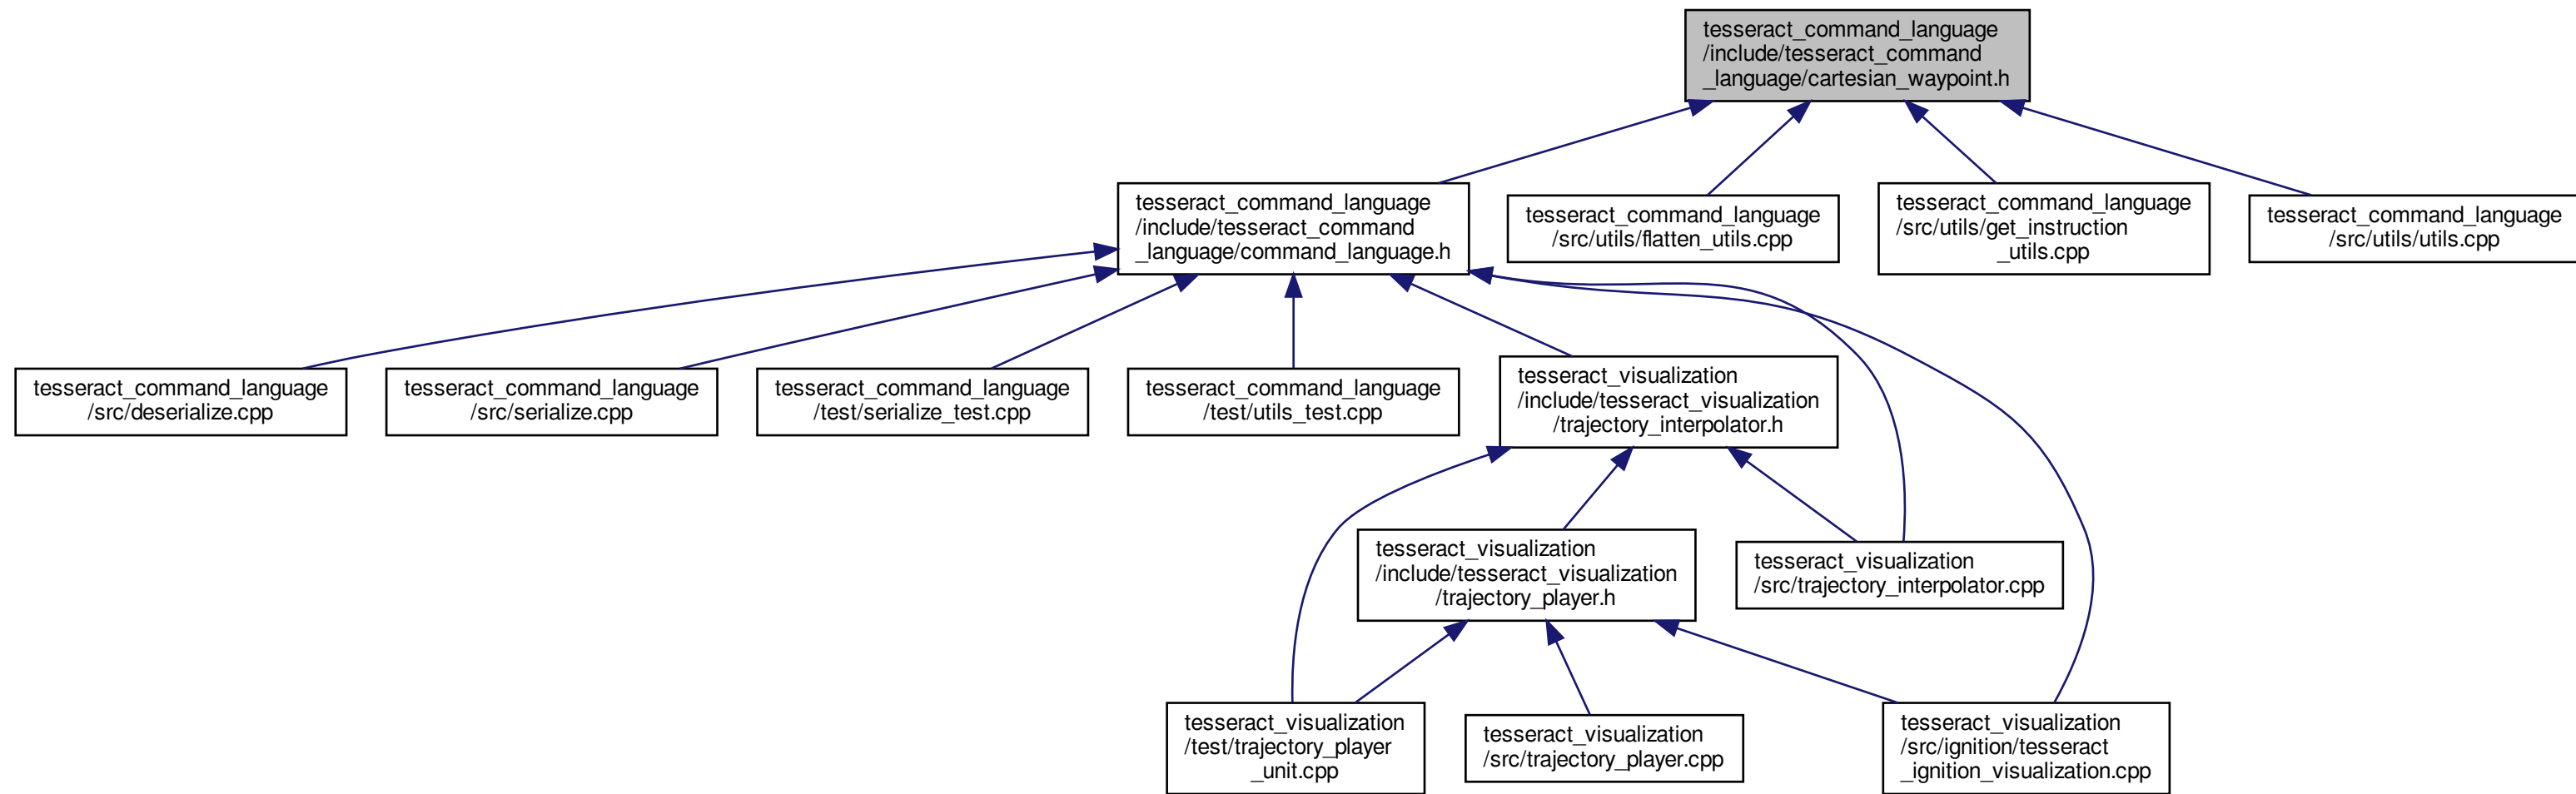 tesseract_command_language
/include/tesseract_command
_language/cartesian_waypoint.h
tesseract_command_language
/include/tesseract_command
_language/command_language.h
tesseract_command_language
/src/utils/flatten_utils.cpp
tesseract_command_language
/src/utils/get_instruction
_utils.cpp
tesseract_command_language
/src/utils/utils.cpp
tesseract_command_language
/src/deserialize.cpp
tesseract_command_language
/src/serialize.cpp
tesseract_command_language
/test/serialize_test.cpp
tesseract_command_language
/test/utils_test.cpp
tesseract_visualization
/include/tesseract_visualization
/trajectory_interpolator.h
tesseract_visualization
/include/tesseract_visualization
/trajectory_player.h
tesseract_visualization
/src/trajectory_interpolator.cpp
tesseract_visualization
/test/trajectory_player
_unit.cpp
tesseract_visualization
/src/trajectory_player.cpp
tesseract_visualization
/src/ignition/tesseract
_ignition_visualization.cpp